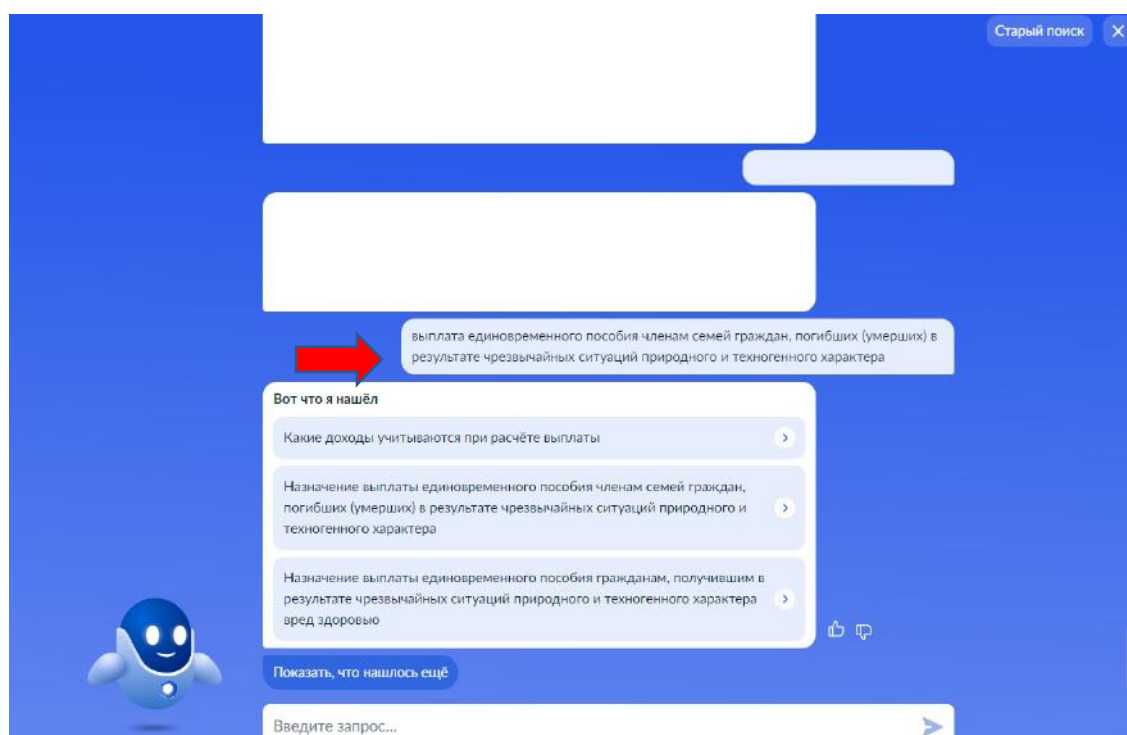 Старый поиск
выплата единовременного пособия членам семей граждан, погибших (умерших) в
результате чрезвычайных ситуаций природного и техногенного характера
Вот что я нашёл
Какие доходы учитываются при расчёте выплаты
Назначение выплаты единовременного пособия членам семей граждан,
погибших (умерших) в результате чрезвычайных ситуаций природного и
техногенного характера
Назначение выплаты единовременного пособия гражданам, получившим в
результате чрезвычайных ситуаций природного и техногенного характера
вред здоровью
Показать, что нашлось ещё
Введите запрос...